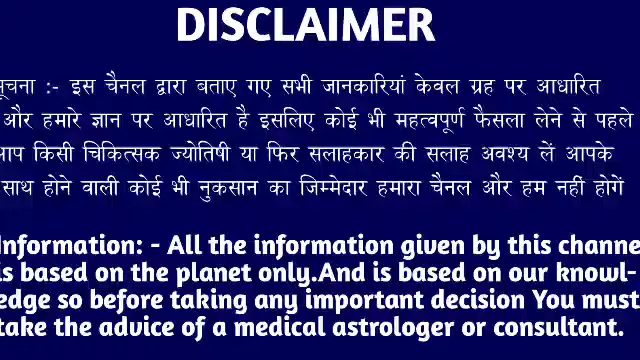 DISCLAIMER
सूचना :- इस चैनल द्वारा बताए गए सभी जानकारियां केवल ग्रह पर आधारित
और हमारे ज्ञान पर आधारित है इसलिए कोई भी महत्वपूर्ण फैसला लेने से पहले
आप किसी चिकित्सक ज्योतिषी या फिर सलाहकार की सलाह अवश्य लें आपके
साथ होने वाली कोई भी नुकसान का जिम्मेदार हमारा चैनल और हम नहीं होगें
Information: - All the information given by this channe
is based on the planet only.And is based on our knowl-
edge so before taking any important decision You must
take the advice of a medical astrologer or consultant.